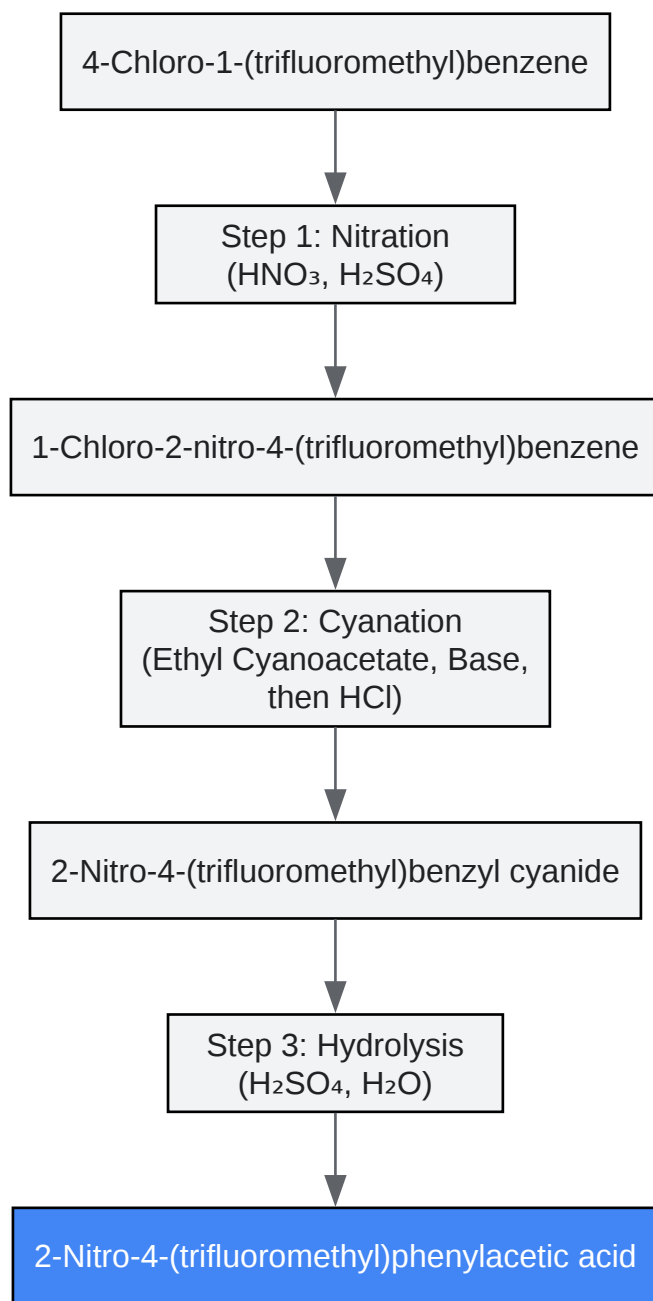 4-Chloro-1-(trifluoromethyl)benzene
Step 1: Nitration
(HNO₃, H₂SO₄)
1-Chloro-2-nitro-4-(trifluoromethyl)benzene
Step 2: Cyanation
(Ethyl Cyanoacetate, Base,
then HCl)
2-Nitro-4-(trifluoromethyl)benzyl cyanide
Step 3: Hydrolysis
(H₂SO₄, H₂O)
2-Nitro-4-(trifluoromethyl)phenylacetic acid